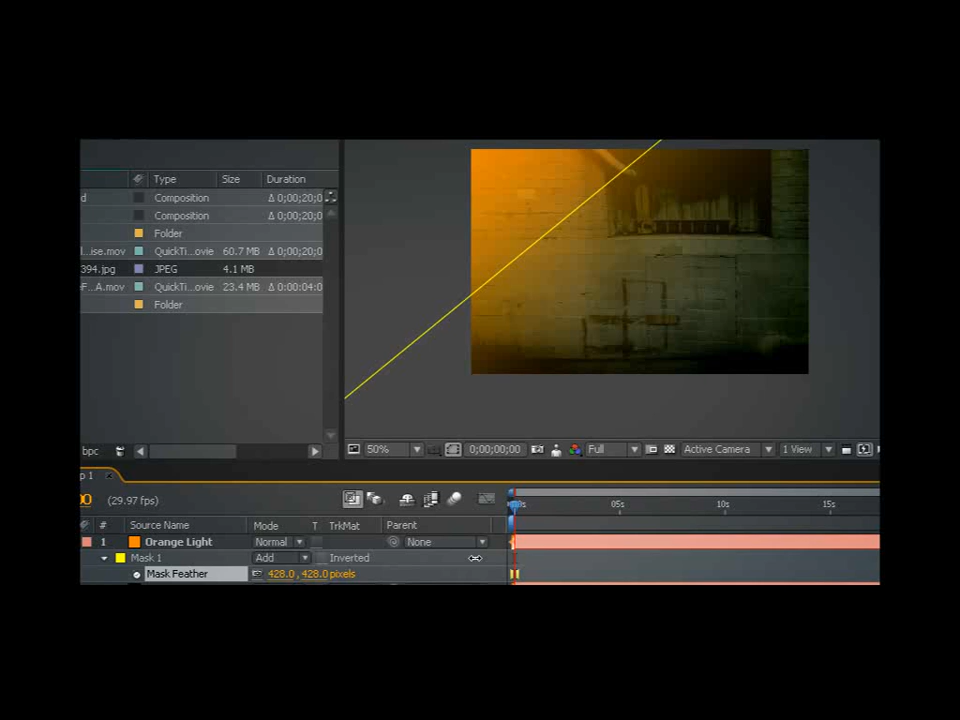 Type Size Duration
d Composition Δ 0;00;20;0
Composition Δ 0;00;20;0
Folder
l...ise.mov QuickTi...ovie 60.7 MB Δ 0;00;20;0
394.jpg JPEG 4.1 MB
F...A.mov QuickTi...ovie 23.4 MB Δ 0:00:04:0
Folder
bpc
50% 0;00;00;00 Full Active Camera 1 View
p 1
(29.97 fps)
05s 10s 15s
# Source Name Mode T TrkMat Parent
1 Orange Light Normal None
Mask 1 Add Inverted
Mask Feather 428.0, 428.0 pixels